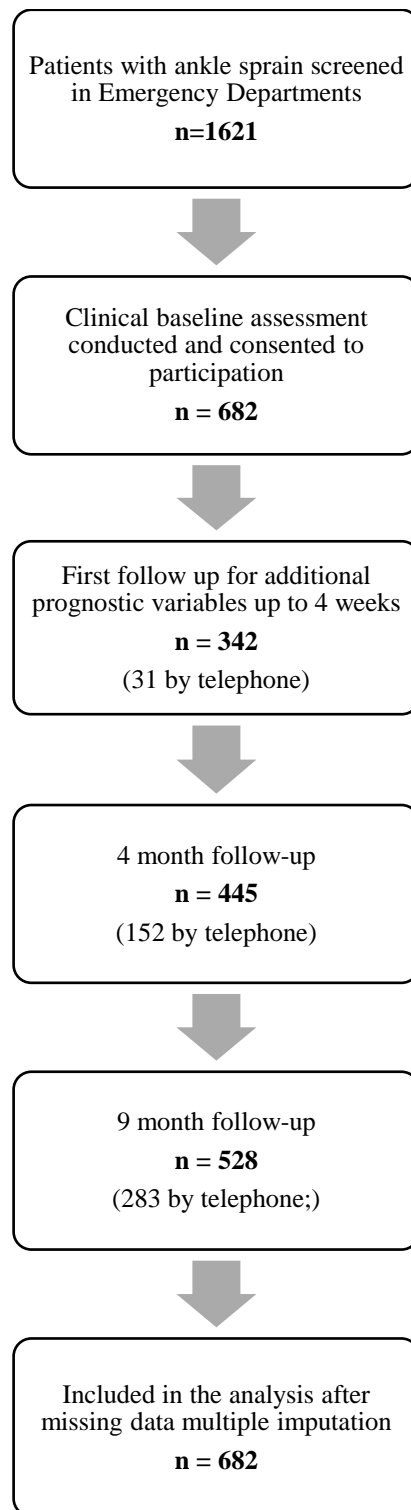 Patients with ankle sprain screened
in Emergency Departments
n=1621
Clinical baseline assessment
conducted and consented to
participation
n = 682
First follow up for additional
prognostic variables up to 4 weeks
n = 342
(31 by telephone)
4 month follow-up
n = 445
(152 by telephone)
9 month follow-up
n = 528
(283 by telephone;)
Included in the analysis after
missing data multiple imputation
n = 682